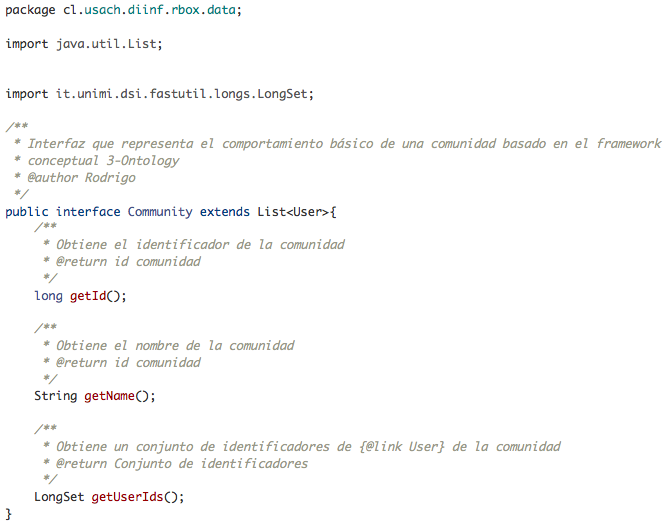 package cl.usach.diinf.rbox.data;
import java.util.List;
import it.unimi.dsi.fastutil.longs.LongSet;
/**
 * Interfaz que representa el comportamiento básico de una comunidad basado en el framework
 * conceptual 3-Ontology
 * @author Rodrigo
 */
public interface Community extends List<User>{
    /**
     * Obtiene el identificador de la comunidad
     * @return id comunidad
     */
    long getId();
    /**
     * Obtiene el nombre de la comunidad
     * @return id comunidad
     */
    String getName();
    /**
     * Obtiene un conjunto de identificadores de {@link User} de la comunidad
     * @return Conjunto de identificadores
     */
    LongSet getUserIds();
}